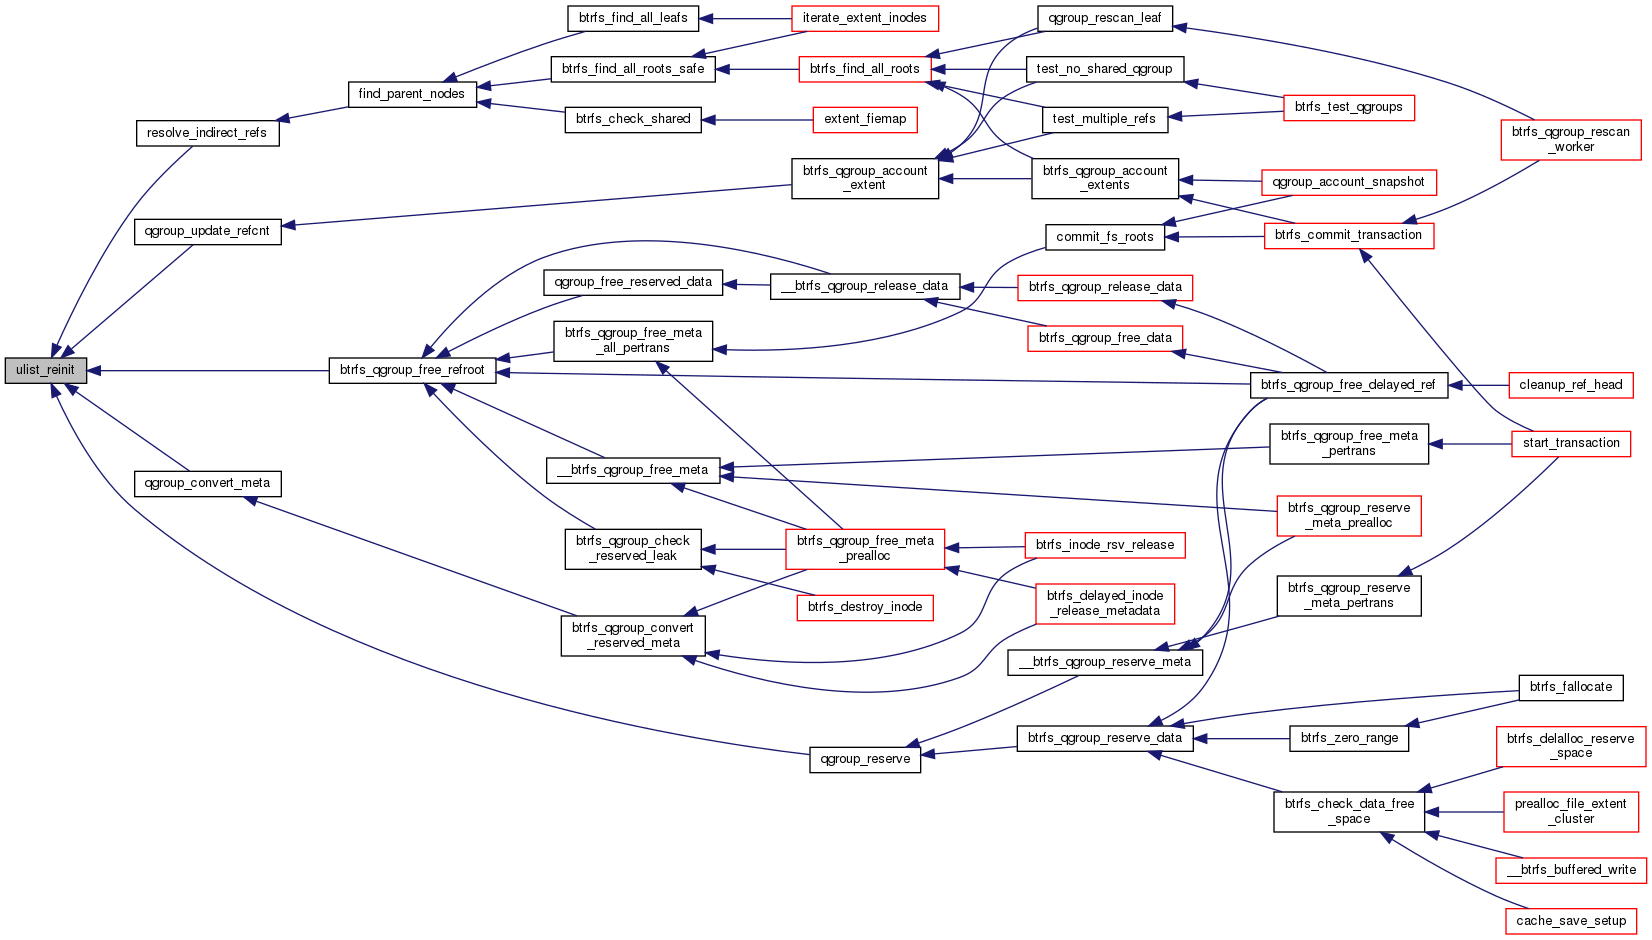 ulist_reinit
resolve_indirect_refs
qgroup_update_refcnt
qgroup_convert_meta
find_parent_nodes
btrfs_qgroup_free_refroot
btrfs_find_all_leafs
btrfs_find_all_roots_safe
btrfs_check_shared
qgroup_free_reserved_data
btrfs_qgroup_free_meta
_all_pertrans
__btrfs_qgroup_free_meta
btrfs_qgroup_check
_reserved_leak
btrfs_qgroup_convert
_reserved_meta
iterate_extent_inodes
btrfs_find_all_roots
extent_fiemap
btrfs_qgroup_account
_extent
__btrfs_qgroup_release_data
btrfs_qgroup_free_meta
_prealloc
btrfs_destroy_inode
qgroup_reserve
qgroup_rescan_leaf
test_no_shared_qgroup
test_multiple_refs
btrfs_qgroup_account
_extents
commit_fs_roots
btrfs_qgroup_release_data
btrfs_qgroup_free_data
btrfs_inode_rsv_release
btrfs_delayed_inode
_release_metadata
__btrfs_qgroup_reserve_meta
btrfs_qgroup_reserve_data
btrfs_test_qgroups
qgroup_account_snapshot
btrfs_commit_transaction
btrfs_qgroup_free_delayed_ref
btrfs_qgroup_free_meta
_pertrans
btrfs_qgroup_reserve
_meta_prealloc
btrfs_qgroup_reserve
_meta_pertrans
btrfs_zero_range
btrfs_check_data_free
_space
btrfs_qgroup_rescan
_worker
cleanup_ref_head
start_transaction
btrfs_fallocate
btrfs_delalloc_reserve
_space
prealloc_file_extent
_cluster
__btrfs_buffered_write
cache_save_setup